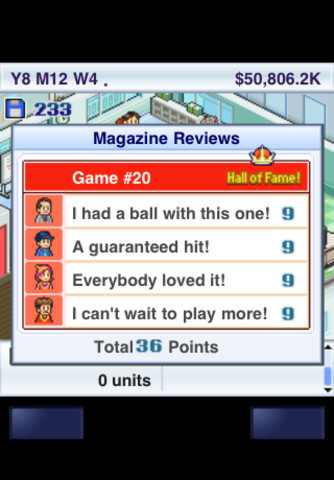 Y8 M12 W4 . $50,806.2K
233
Magazine Reviews
Game #20 Hall of Fame!
I had a ball with this one! 9
A guaranteed hit! 9
Everybody loved it! 9
I can't wait to play more! 9
Total 36 Points
0 units